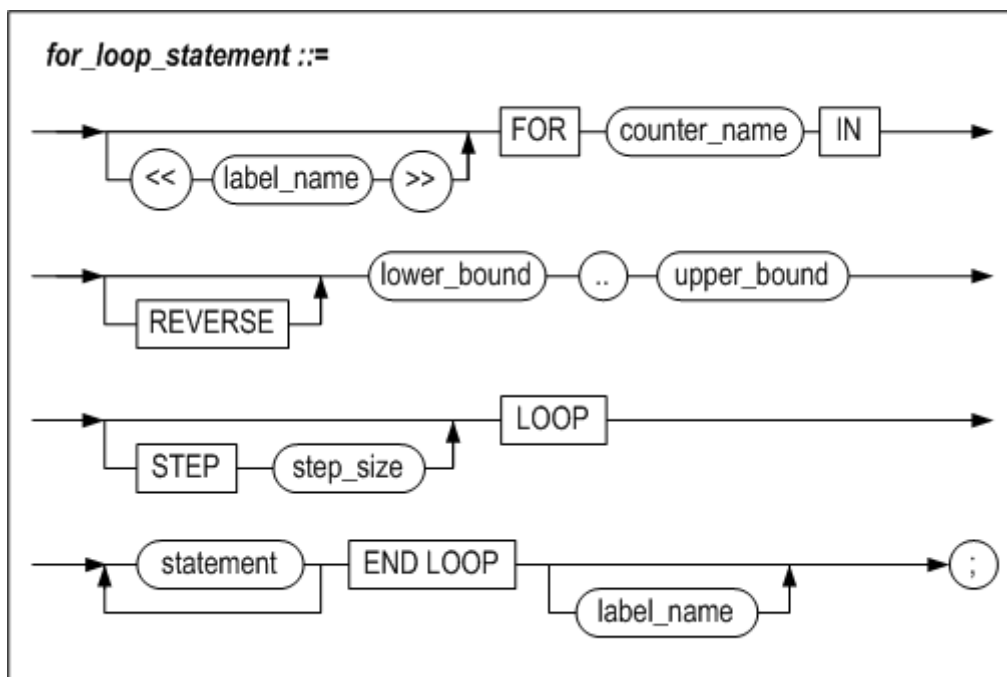 for_loop_statement ::=
FOR counter_name IN
<< label_name >>
lower_bound .. upper_bound
REVERSE
LOOP
STEP step_size
statement END LOOP ;
label_name